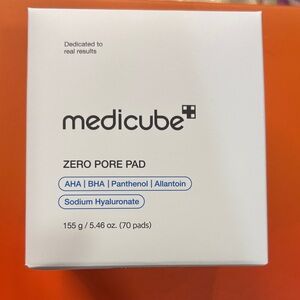 Dedicated to
real results
medicube
ZERO PORE PAD
AHA | BHA | Panthenol | Allantoin
Sodium Hyaluronate
155 g / 5.46 oz. (70 pads)